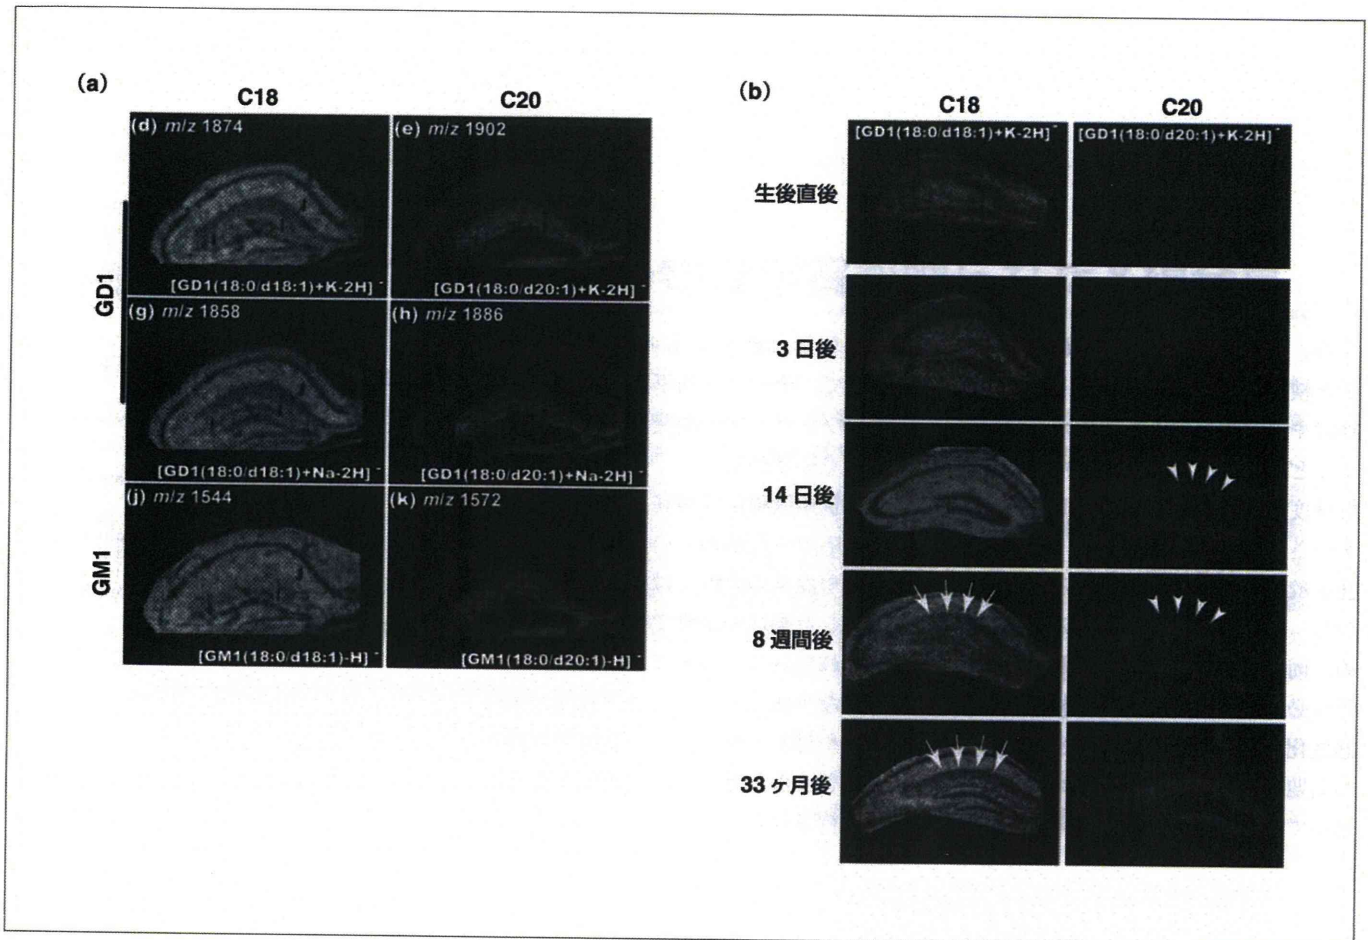 (a)
C18
C20
(d) m/z 1874
(e) m/z 1902
[GD1(18:0/d18:1)+K-2H]⁻
[GD1(18:0/d20:1)+K-2H]⁻
GD1
(g) m/z 1858
(h) m/z 1886
[GD1(18:0/d18:1)+Na-2H]⁻
[GD1(18:0/d20:1)+Na-2H]⁻
(j) m/z 1544
(k) m/z 1572
GM1
[GM1(18:0/d18:1)-H]⁻
[GM1(18:0/d20:1)-H]⁻
(b)
C18
C20
[GD1(18:0/d18:1)+K-2H]⁻
[GD1(18:0/d20:1)+K-2H]⁻
生後直後
3 日後
14 日後
8 週間後
33 ヶ月後